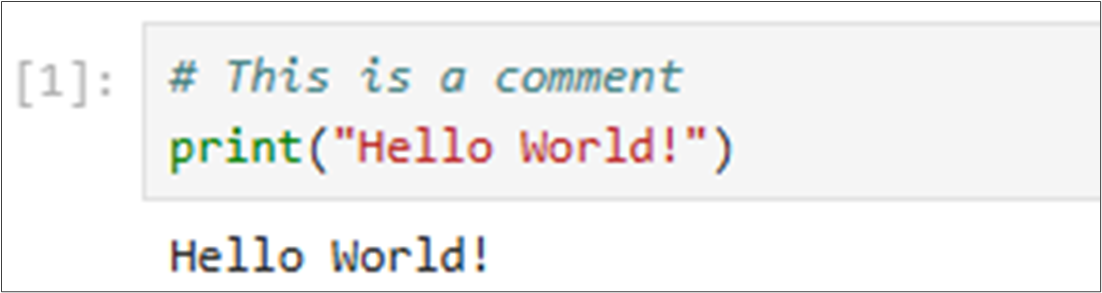 [1]: # This is a comment
print("Hello World!")
Hello World!